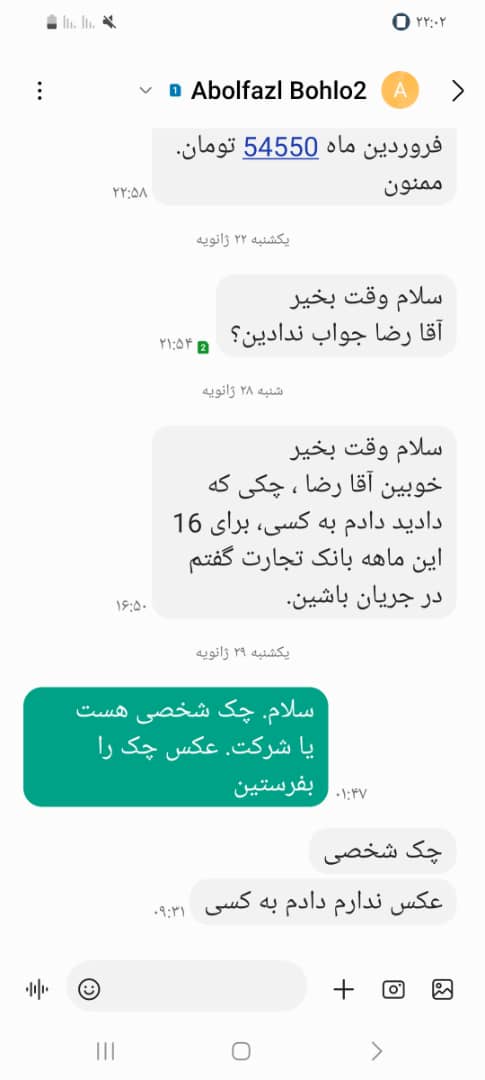 ۲۲:۰۲
Abolfazl Bohlo2
A
1
فروردین ماه 54550 تومان.
ممنون
۲۲:۵۸
یکشنبه ۲۲ ژانویه
سلام وقت بخیر
آقا رضا جواب ندادین؟
2
۲۱:۵۴
شنبه ۲۸ ژانویه
سلام وقت بخیر
خوبین آقا رضا ، چکی که
دادید دادم به کسی، برای 16
این ماهه بانک تجارت گفتم
در جریان باشین.
۱۶:۵۰
یکشنبه ۲۹ ژانویه
سلام. چک شخصی هست
یا شرکت. عکس چک را
بفرستین
۰۱:۴۷
چک شخصی
عکس ندارم دادم به کسی
۰۹:۳۱